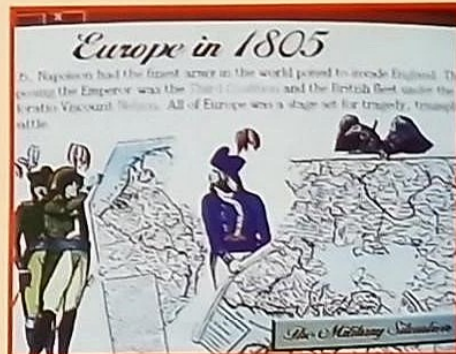 Europe in 1805
5, Napoleon had the finest army in the world poised to invade England. Th
posing the Emperor was the Third Coalition and the British fleet under the
Horatio Viscount Nelson. All of Europe was a stage set for tragedy, triumph
attle.
The Military Situation